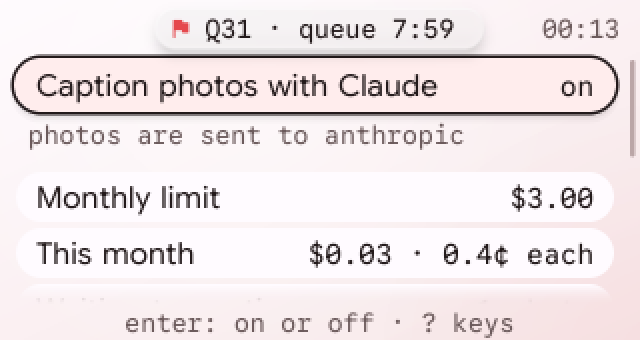 Q31 · queue 7:59
00:13
Caption photos with Claude on
photos are sent to anthropic
Monthly limit $3.00
This month $0.03 · 0.4¢ each
enter: on or off · ? keys